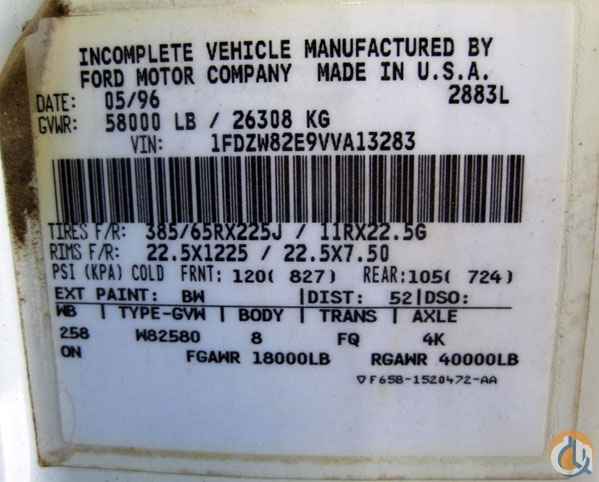 INCOMPLETE VEHICLE MANUFACTURED BY
FORD MOTOR COMPANY MADE IN U.S.A.
DATE: 05/96 2883L
GVWR: 58000 LB / 26308 KG
VIN: 1FDZW82E9VVA13283
TIRES F/R: 385/65RX225J / 11RX22.5G
RIMS F/R: 22.5X1225 / 22.5X7.50
PSI (KPA) COLD FRNT: 120( 827) REAR: 105( 724)
EXT PAINT: BW |DIST: 52|DSO:
WB | TYPE-GVW | BODY | TRANS | AXLE
258 W82580 8 FQ 4K
ON FGAWR 18000LB RGAWR 40000LB
▽F65B-1520472-AA